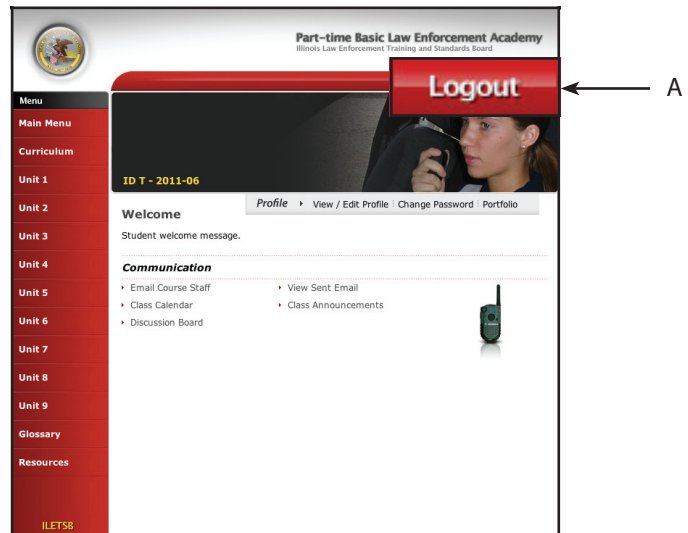 Part-time Basic Law Enforcement Academy
Illinois Law Enforcement Training and Standards Board
Logout
A
Menu
Main Menu
Curriculum
Unit 1
Unit 2
Unit 3
Unit 4
Unit 5
Unit 6
Unit 7
Unit 8
Unit 9
Glossary
Resources
ILETSB
ID T - 2011-06
Profile View / Edit Profile Change Password Portfolio
Welcome
Student welcome message.
Communication
Email Course Staff View Sent Email
Class Calendar Class Announcements
Discussion Board